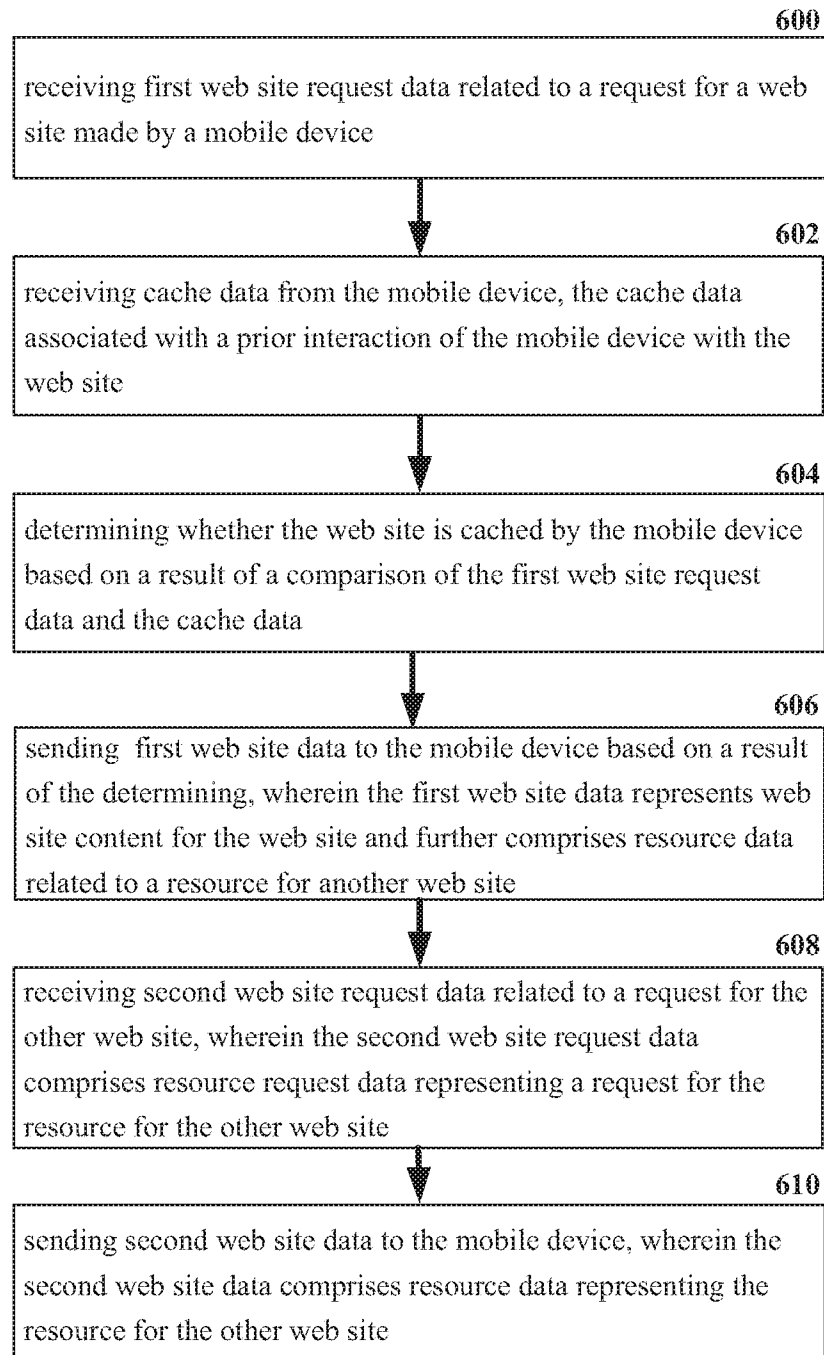 600
receiving first web site request data related to a request for a web
site made by a mobile device
602
receiving cache data from the mobile device, the cache data
associated with a prior interaction of the mobile device with the
web site
604
determining whether the web site is cached by the mobile device
based on a result of a comparison of the first web site request
data and the cache data
606
sending first web site data to the mobile device based on a result
of the determining, wherein the first web site data represents web
site content for the web site and further comprises resource data
related to a resource for another web site
608
receiving second web site request data related to a request for the
other web site, wherein the second web site request data
comprises resource request data representing a request for the
resource for the other web site
610
sending second web site data to the mobile device, wherein the
second web site data comprises resource data representing the
resource for the other web site